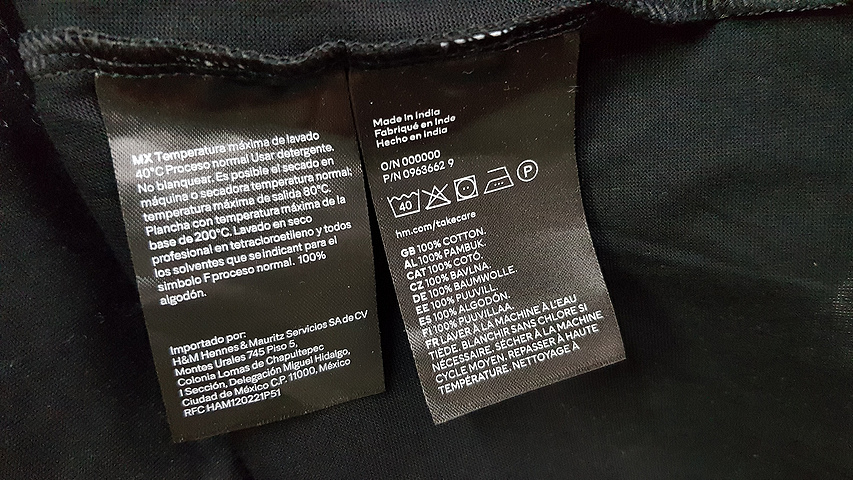 MX Temperatura máxima de lavado
40°C Proceso normal Usar detergente.
No blanquear. Es posible el secado en
máquina o secadora temperatura normal;
temperatura máxima de salida 80°C.
Plancha con temperatura máxima de la
base de 200°C. Lavado en seco
profesional en tetracloroetileno y todos
los solventes que se indicant para el
símbolo F proceso normal. 100%
algodón.
Importado por:
H&M Hennes & Mauritz Servicios SA de CV
Montes Urales 745 Piso 5,
Colonia Lomas de Chapultepec
I Sección, Delegación Miguel Hidalgo,
Ciudad de México C.P. 11000, México
RFC HAM120221P51
Made in India
Fabriqué en Inde
Hecho en India
O/N 000000
P/N 0963662 9
40
P
hm.com/takecare
GB 100% COTTON.
AL 100% PAMBUK.
CAT 100% COTÓ.
CZ 100% BAVLNA.
DE 100% BAUMWOLLE.
EE 100% PUUVILL.
ES 100% ALGODÓN.
FI 100% PUUVILLAA.
FR LAVER À LA MACHINE À L'EAU
TIÈDE. BLANCHIR SANS CHLORE SI
NÉCESSAIRE. SÉCHER À LA MACHINE.
CYCLE MOYEN. REPASSER À HAUTE
TEMPÉRATURE. NETTOYAGE À